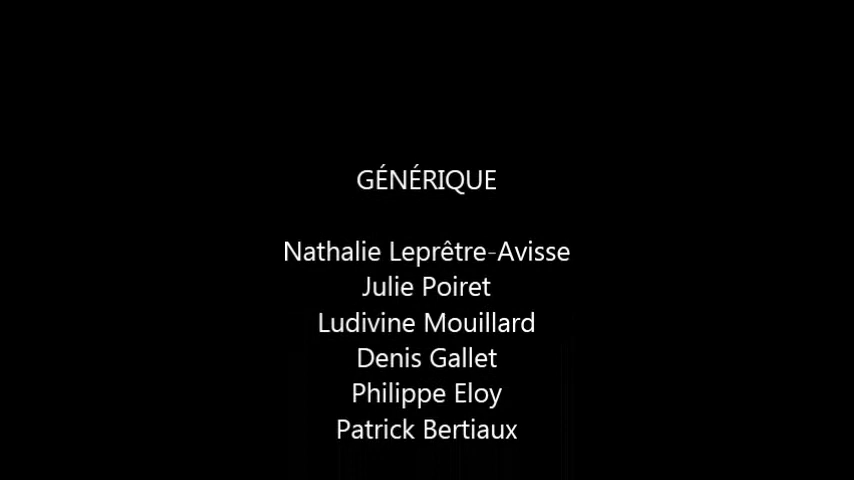 GÉNÉRIQUE
Nathalie Leprêtre-Avisse
Julie Poiret
Ludivine Mouillard
Denis Gallet
Philippe Eloy
Patrick Bertiaux